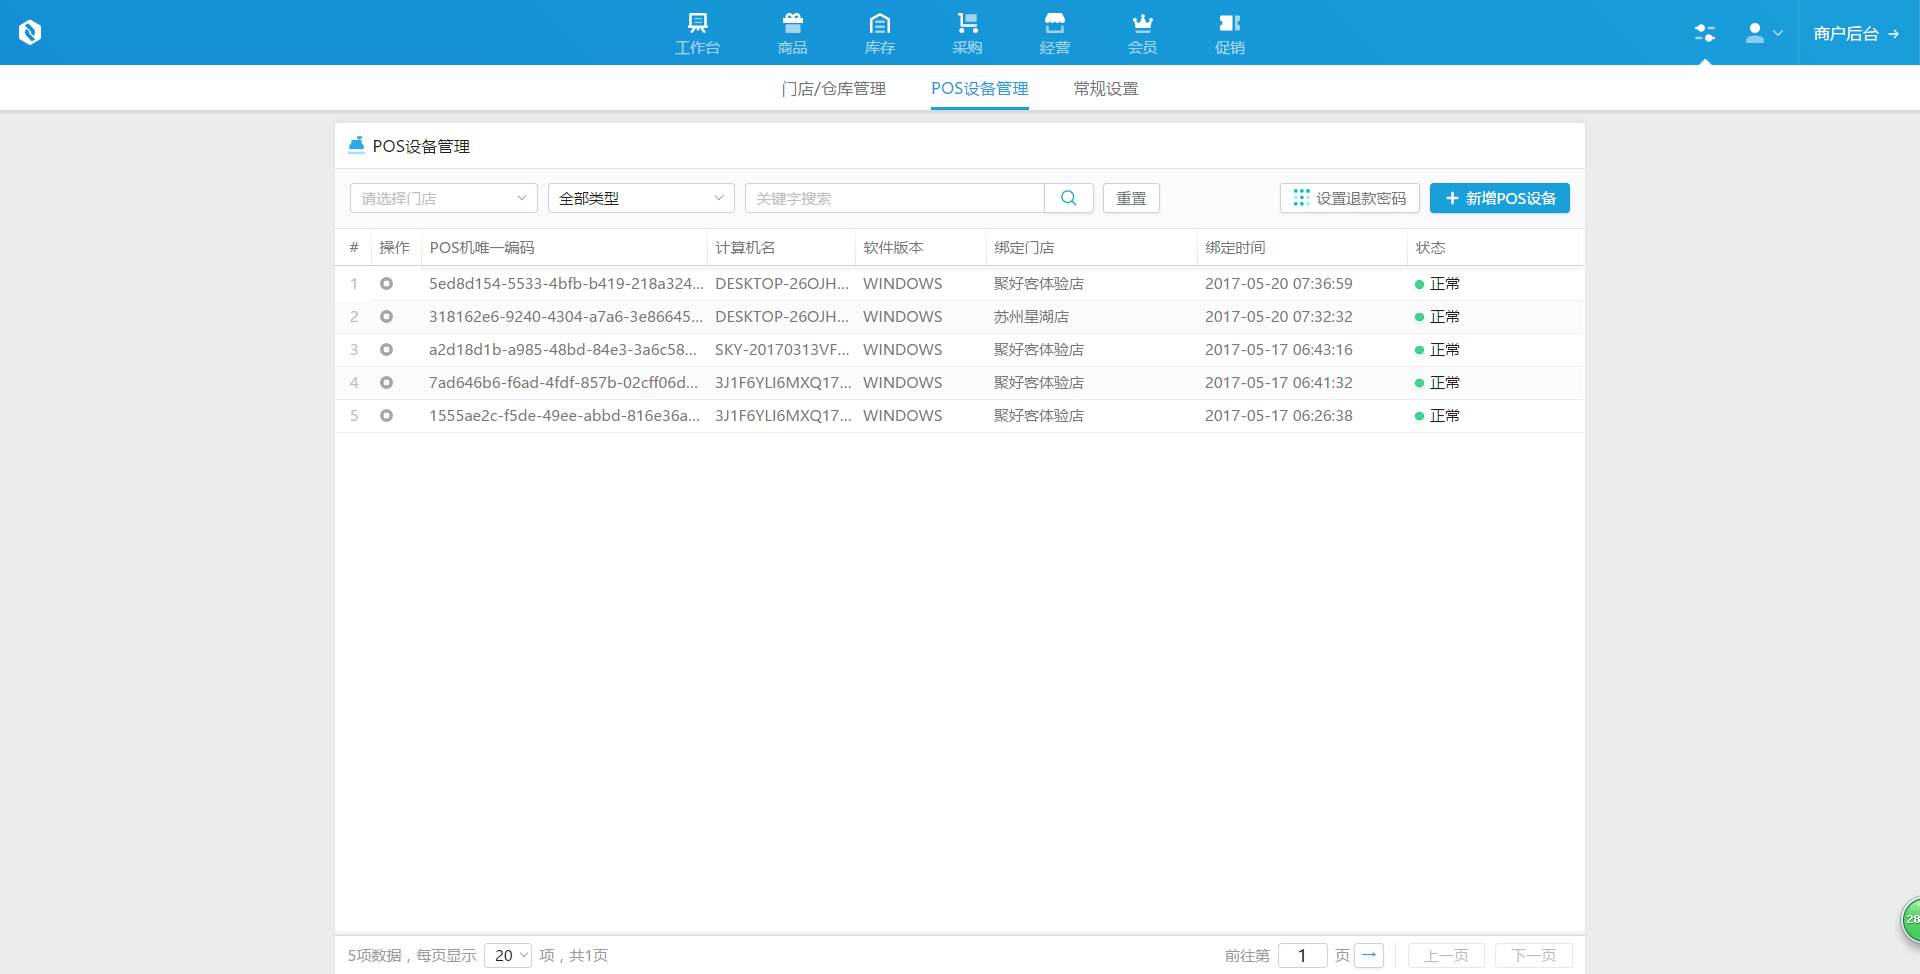 工作台 商品 库存 采购 经营 会员 促销 商户后台 →
门店/仓库管理 POS设备管理 常规设置
POS设备管理
请选择门店 全部类型 关键字搜索 重置 设置退款密码 + 新增POS设备
# 操作 POS机唯一编码 计算机名 软件版本 绑定门店 绑定时间 状态
1 5ed8d154-5533-4bfb-b419-218a324... DESKTOP-26OJH... WINDOWS 聚好客体验店 2017-05-20 07:36:59 正常
2 318162e6-9240-4304-a7a6-3e86645... DESKTOP-26OJH... WINDOWS 苏州星湖店 2017-05-20 07:32:32 正常
3 a2d18d1b-a985-48bd-84e3-3a6c58... SKY-20170313VF... WINDOWS 聚好客体验店 2017-05-17 06:43:16 正常
4 7ad646b6-f6ad-4fdf-857b-02cff06d... 3J1F6YLI6MXQ17... WINDOWS 聚好客体验店 2017-05-17 06:41:32 正常
5 1555ae2c-f5de-49ee-abbd-816e36a... 3J1F6YLI6MXQ17... WINDOWS 聚好客体验店 2017-05-17 06:26:38 正常
28
5项数据，每页显示 20 项，共1页 前往第 1 页 → 上一页 下一页